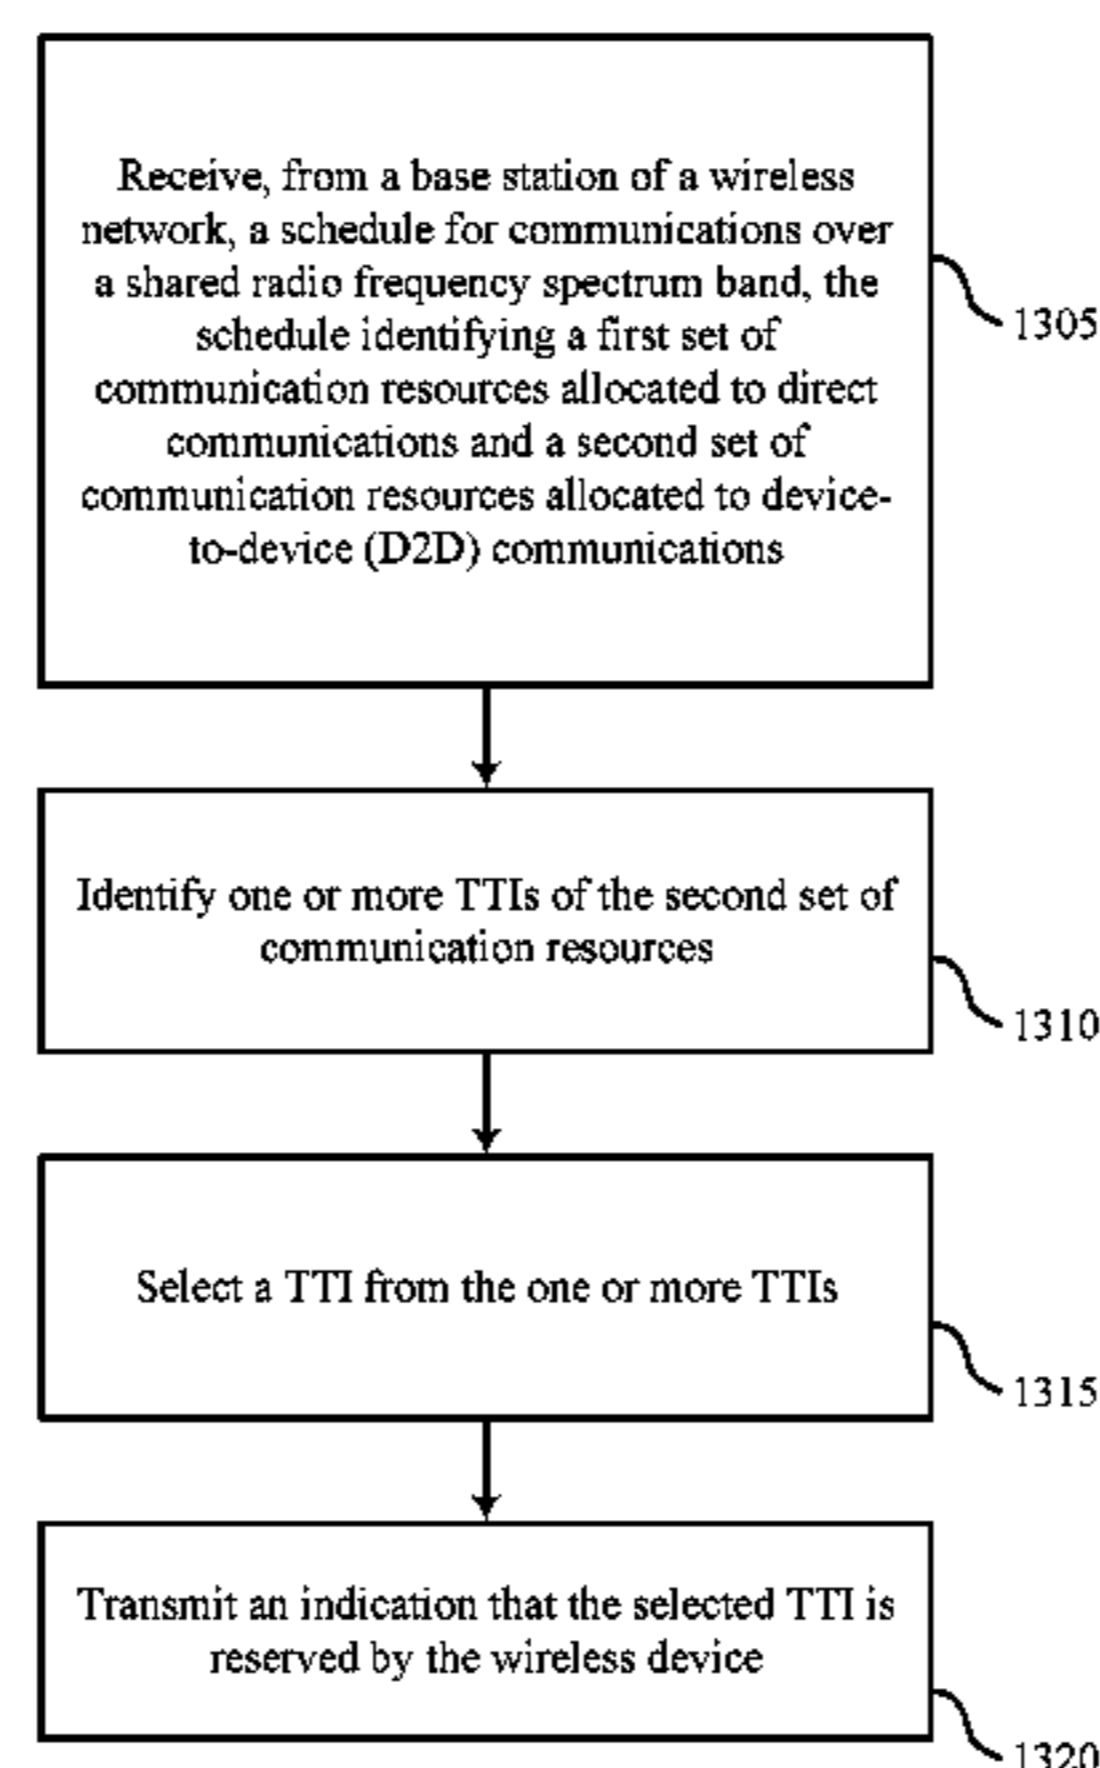 Receive, from a base station of a wireless
network, a schedule for communications over
a shared radio frequency spectrum band, the
schedule identifying a first set of
communication resources allocated to direct
communications and a second set of
communication resources allocated to device-
to-device (D2D) communications
1305
Identify one or more TTIs of the second set of
communication resources
1310
Select a TTI from the one or more TTIs
1315
Transmit an indication that the selected TTI is
reserved by the wireless device
1320